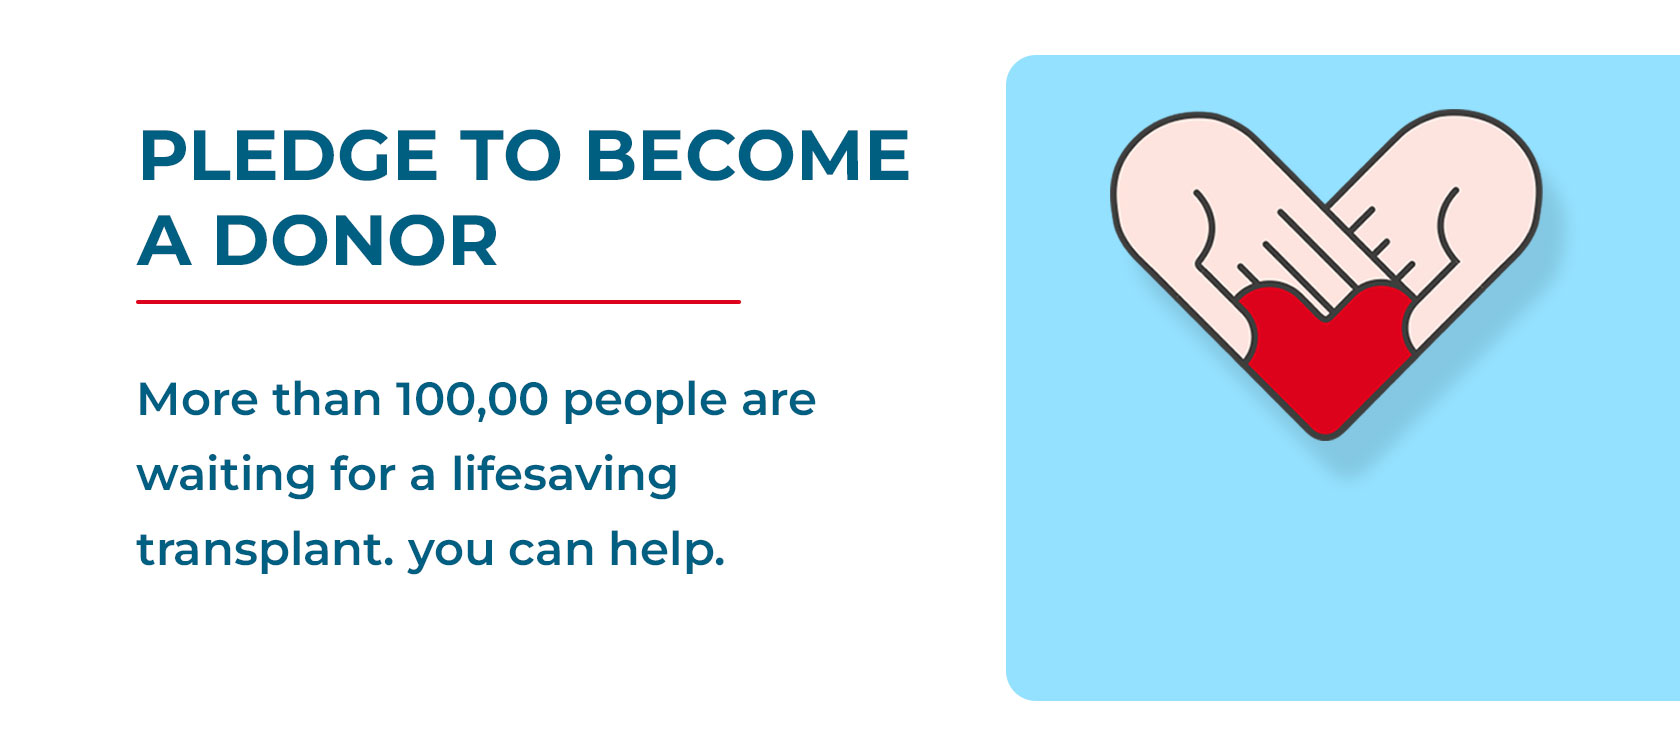 PLEDGE TO BECOME
A DONOR
More than 100,00 people are
waiting for a lifesaving
transplant. you can help.